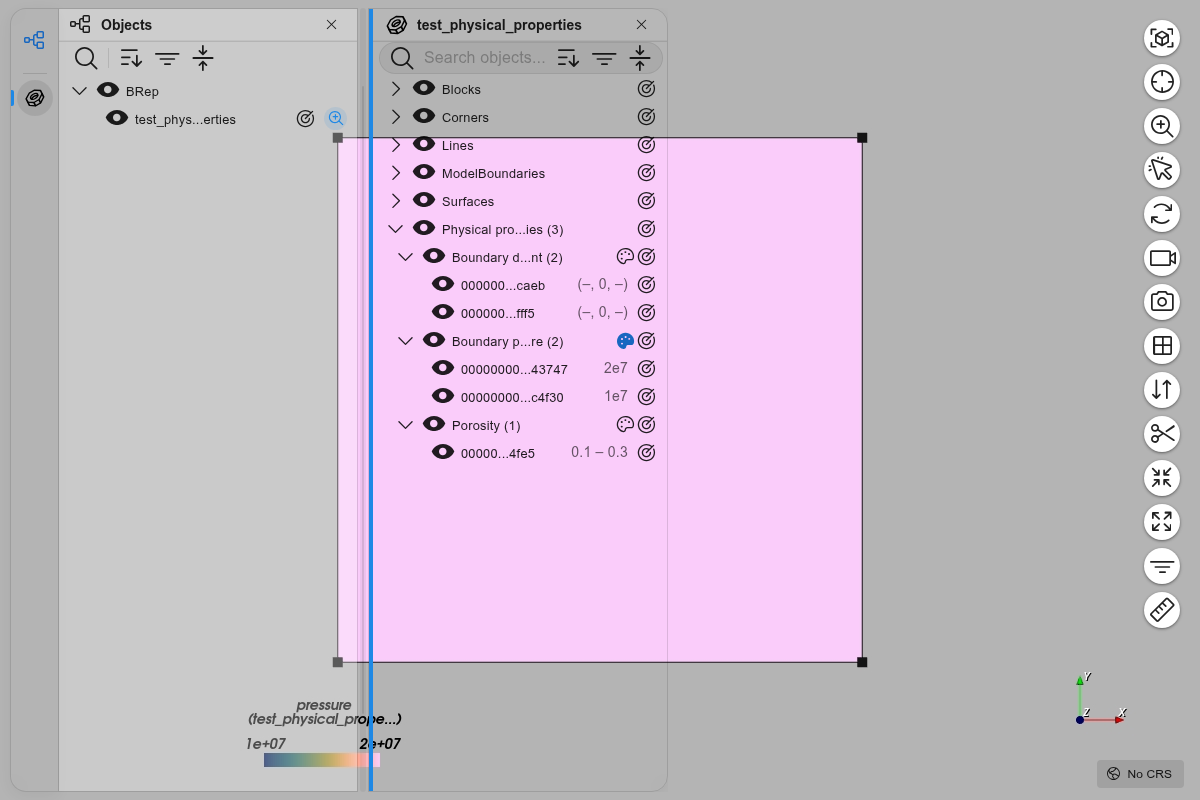 Objects
BRep
test_phys...erties
test_physical_properties
Search objects...
Blocks
Corners
Lines
ModelBoundaries
Surfaces
Physical pro...ies (3)
Boundary d...nt (2)
000000...caeb (–, 0, –)
000000...fff5 (–, 0, –)
Boundary p...re (2)
00000000...43747 2e7
00000000...c4f30 1e7
Porosity (1)
00000...4fe5 0.1 – 0.3
pressure
(test_physical_prope...)
1e+07 2e+07
Y
Z X
No CRS